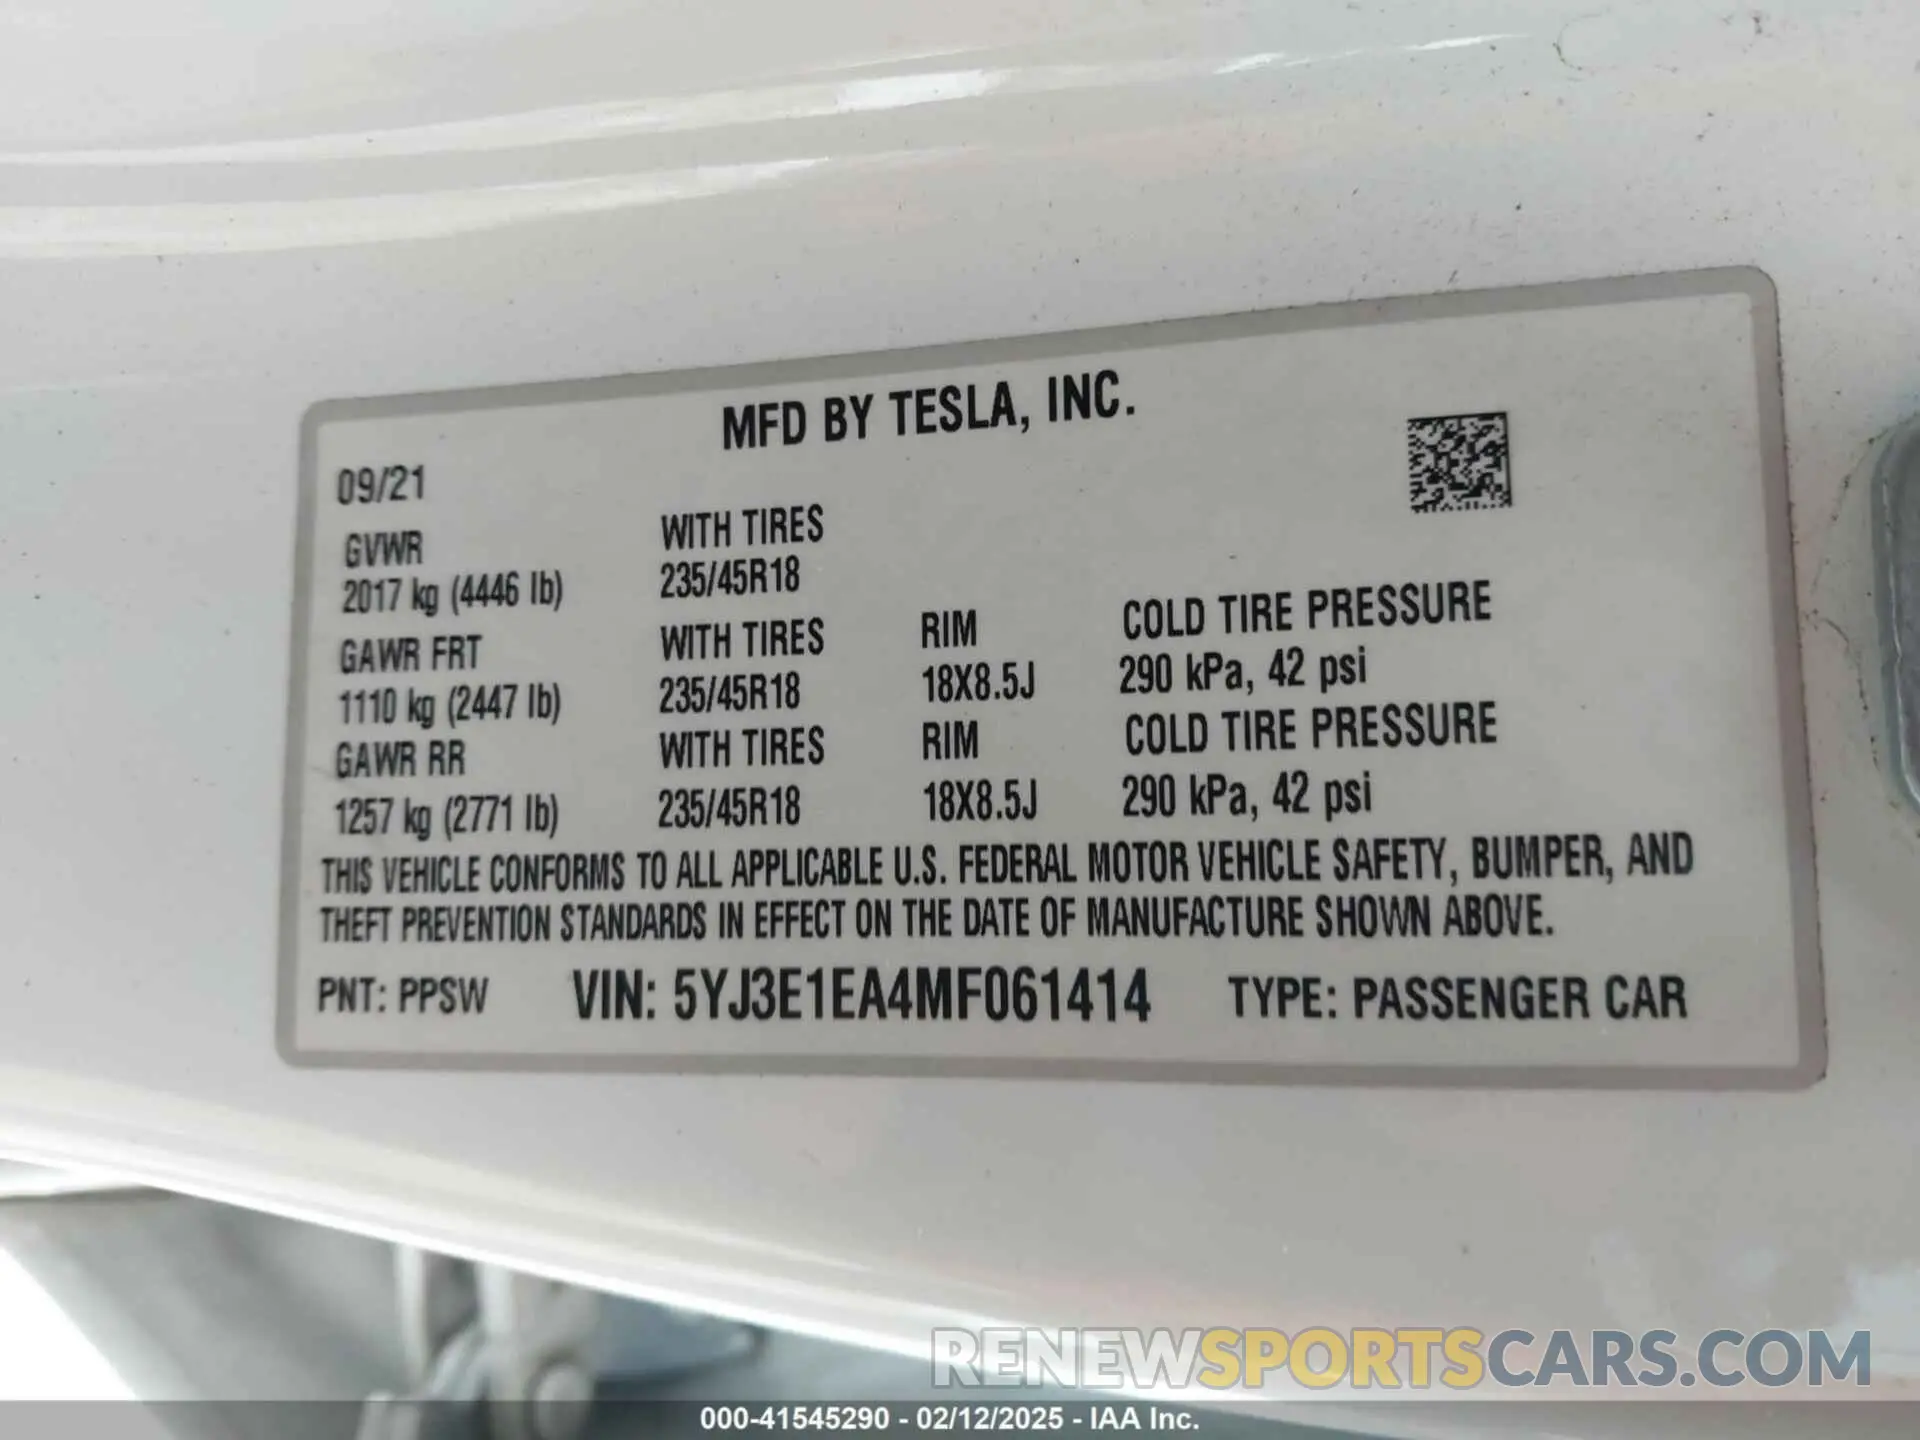 MFD BY TESLA, INC.
09/21
GVWR WITH TIRES
2017 kg (4446 lb) 235/45R18
GAWR FRT WITH TIRES RIM COLD TIRE PRESSURE
1110 kg (2447 lb) 235/45R18 18X8.5J 290 kPa, 42 psi
GAWR RR WITH TIRES RIM COLD TIRE PRESSURE
1257 kg (2771 lb) 235/45R18 18X8.5J 290 kPa, 42 psi
THIS VEHICLE CONFORMS TO ALL APPLICABLE U.S. FEDERAL MOTOR VEHICLE SAFETY, BUMPER, AND
THEFT PREVENTION STANDARDS IN EFFECT ON THE DATE OF MANUFACTURE SHOWN ABOVE.
PNT: PPSW VIN: 5YJ3E1EA4MF061414 TYPE: PASSENGER CAR
RENEWSPORTSCARS.COM
000-41545290 - 02/12/2025 - IAA Inc.